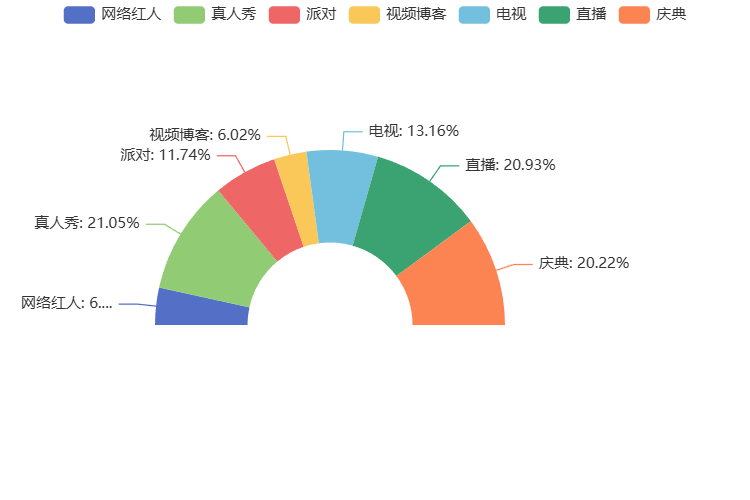 网络红人 真人秀 派对 视频博客 电视 直播 庆典
电视: 13.16%
视频博客: 6.02%
派对: 11.74%
直播: 20.93%
真人秀: 21.05%
庆典: 20.22%
网络红人: 6....